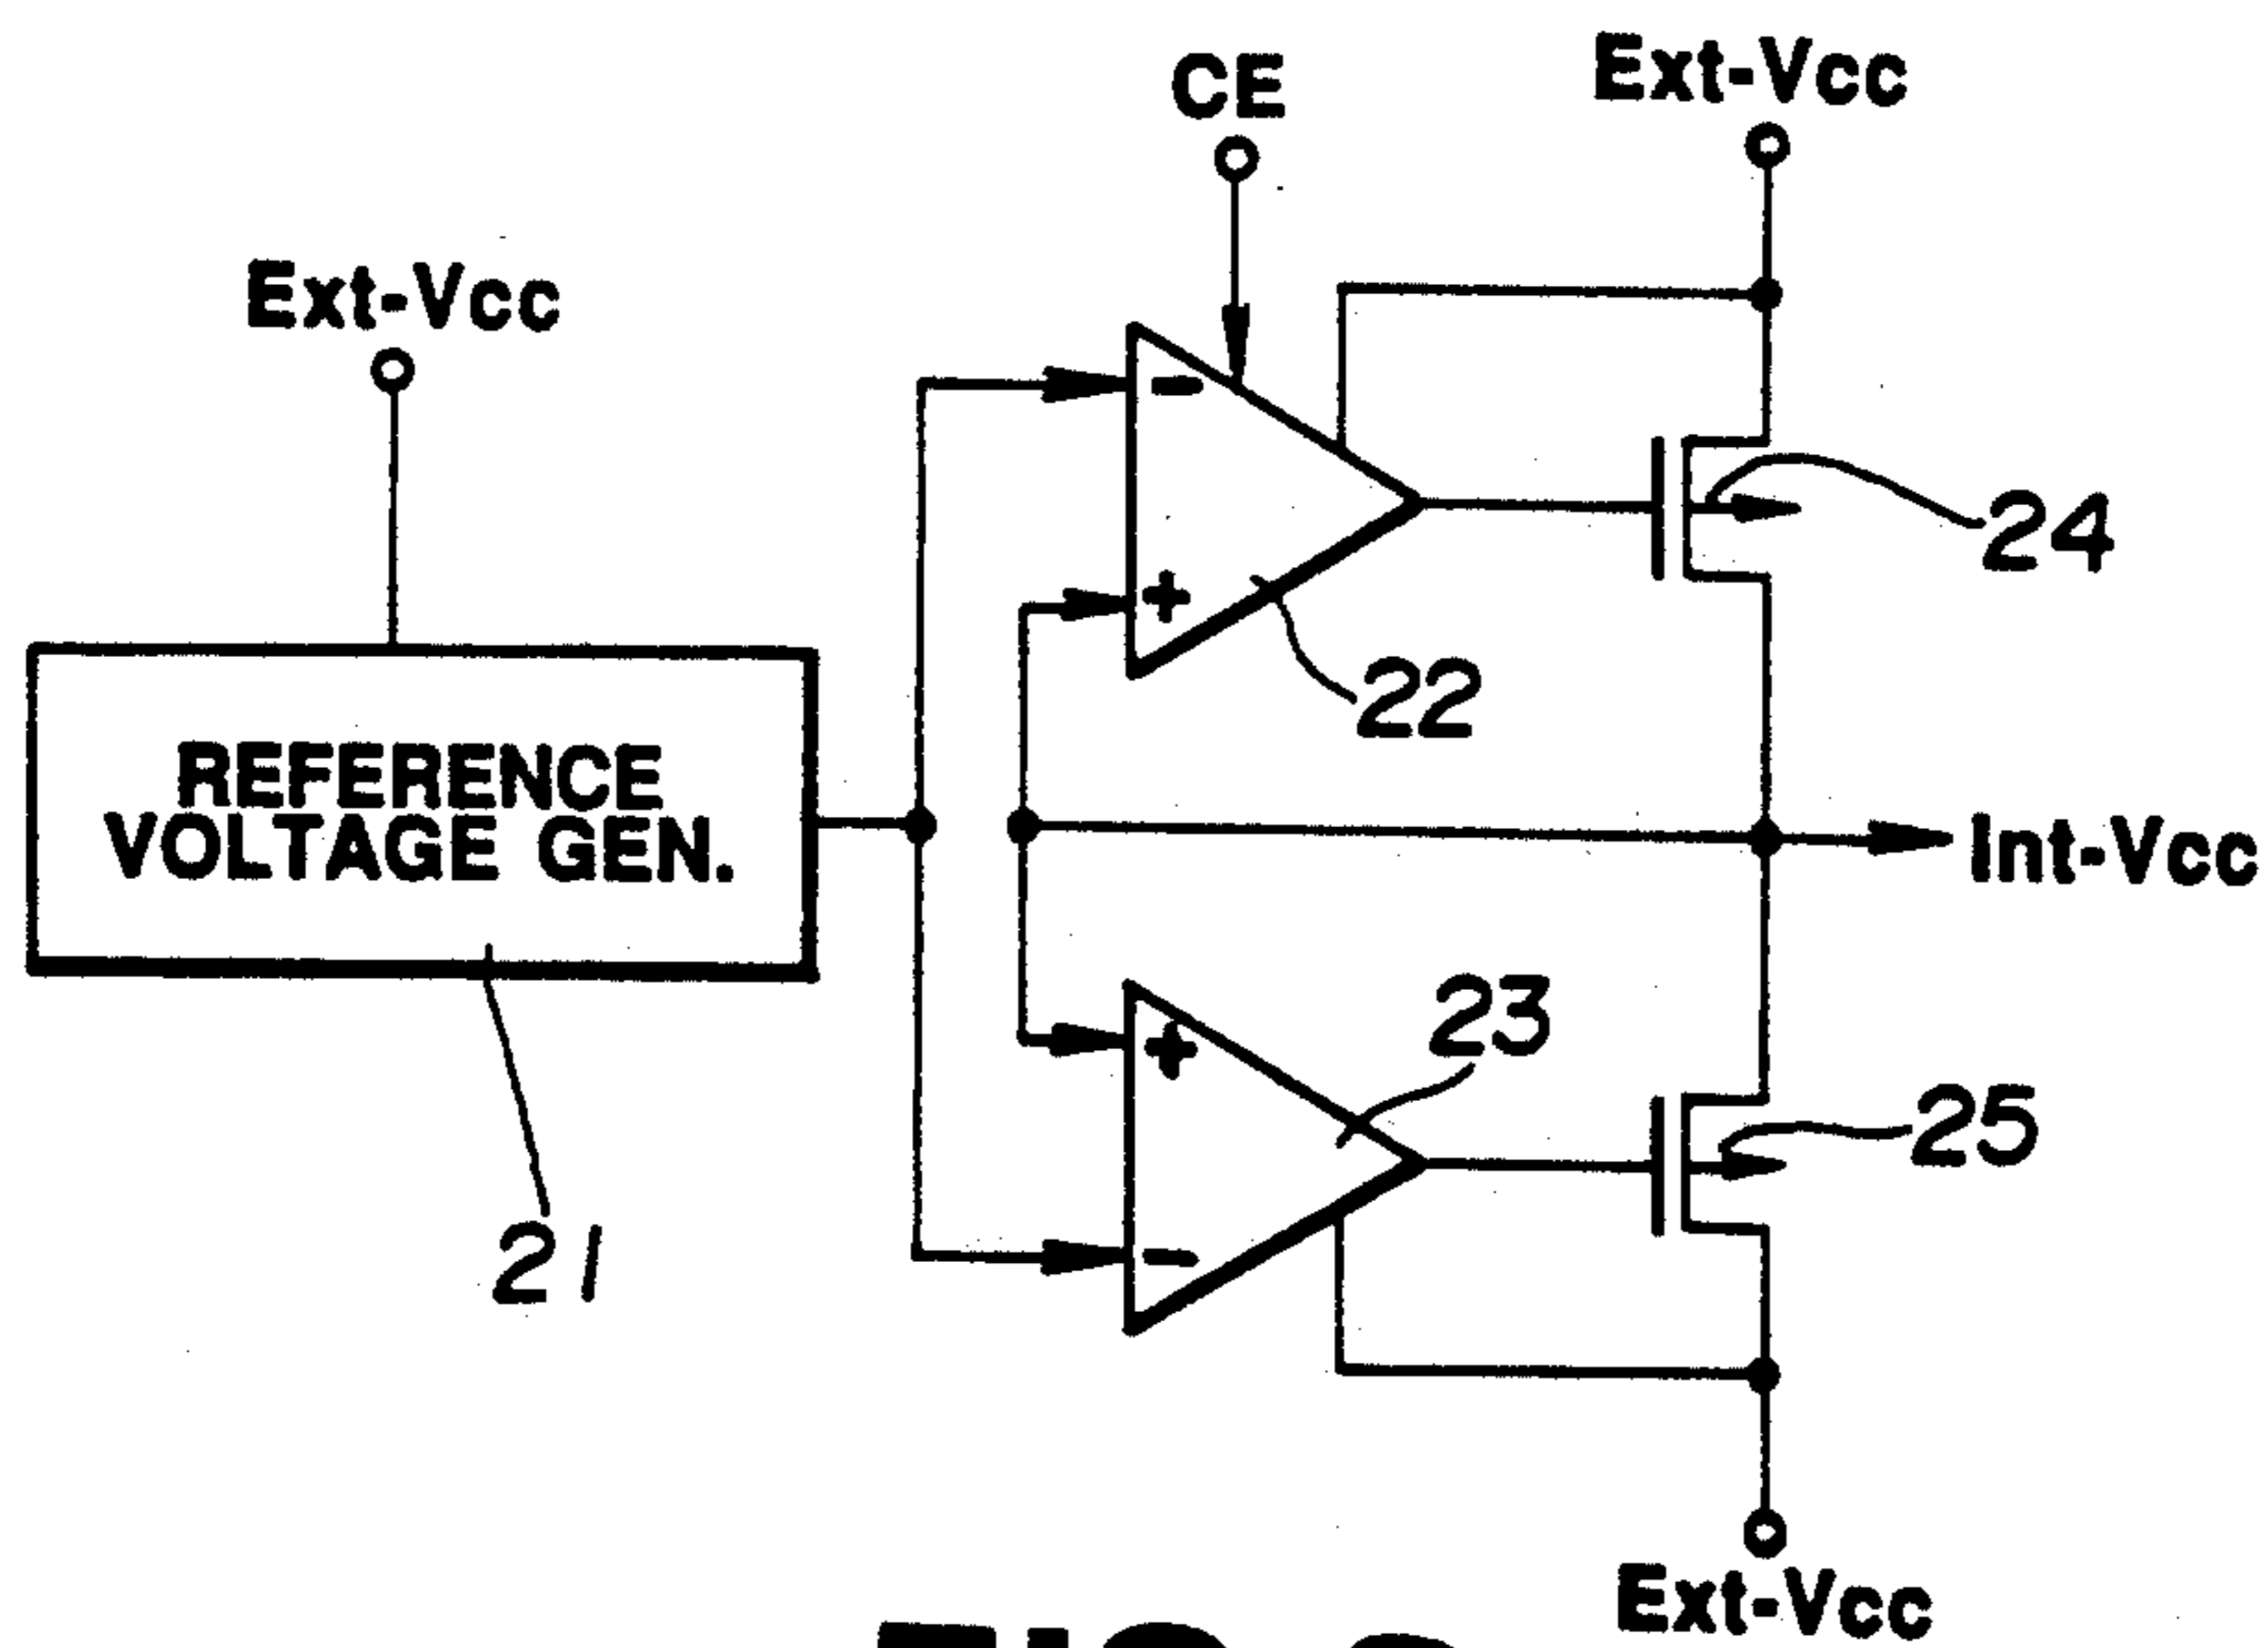 CE
Ext-Vcc
Ext-Vcc
-
24
+
22
REFERENCE
VOLTAGE GEN.
Int-Vcc
23
+
25
-
21
Ext-Vcc